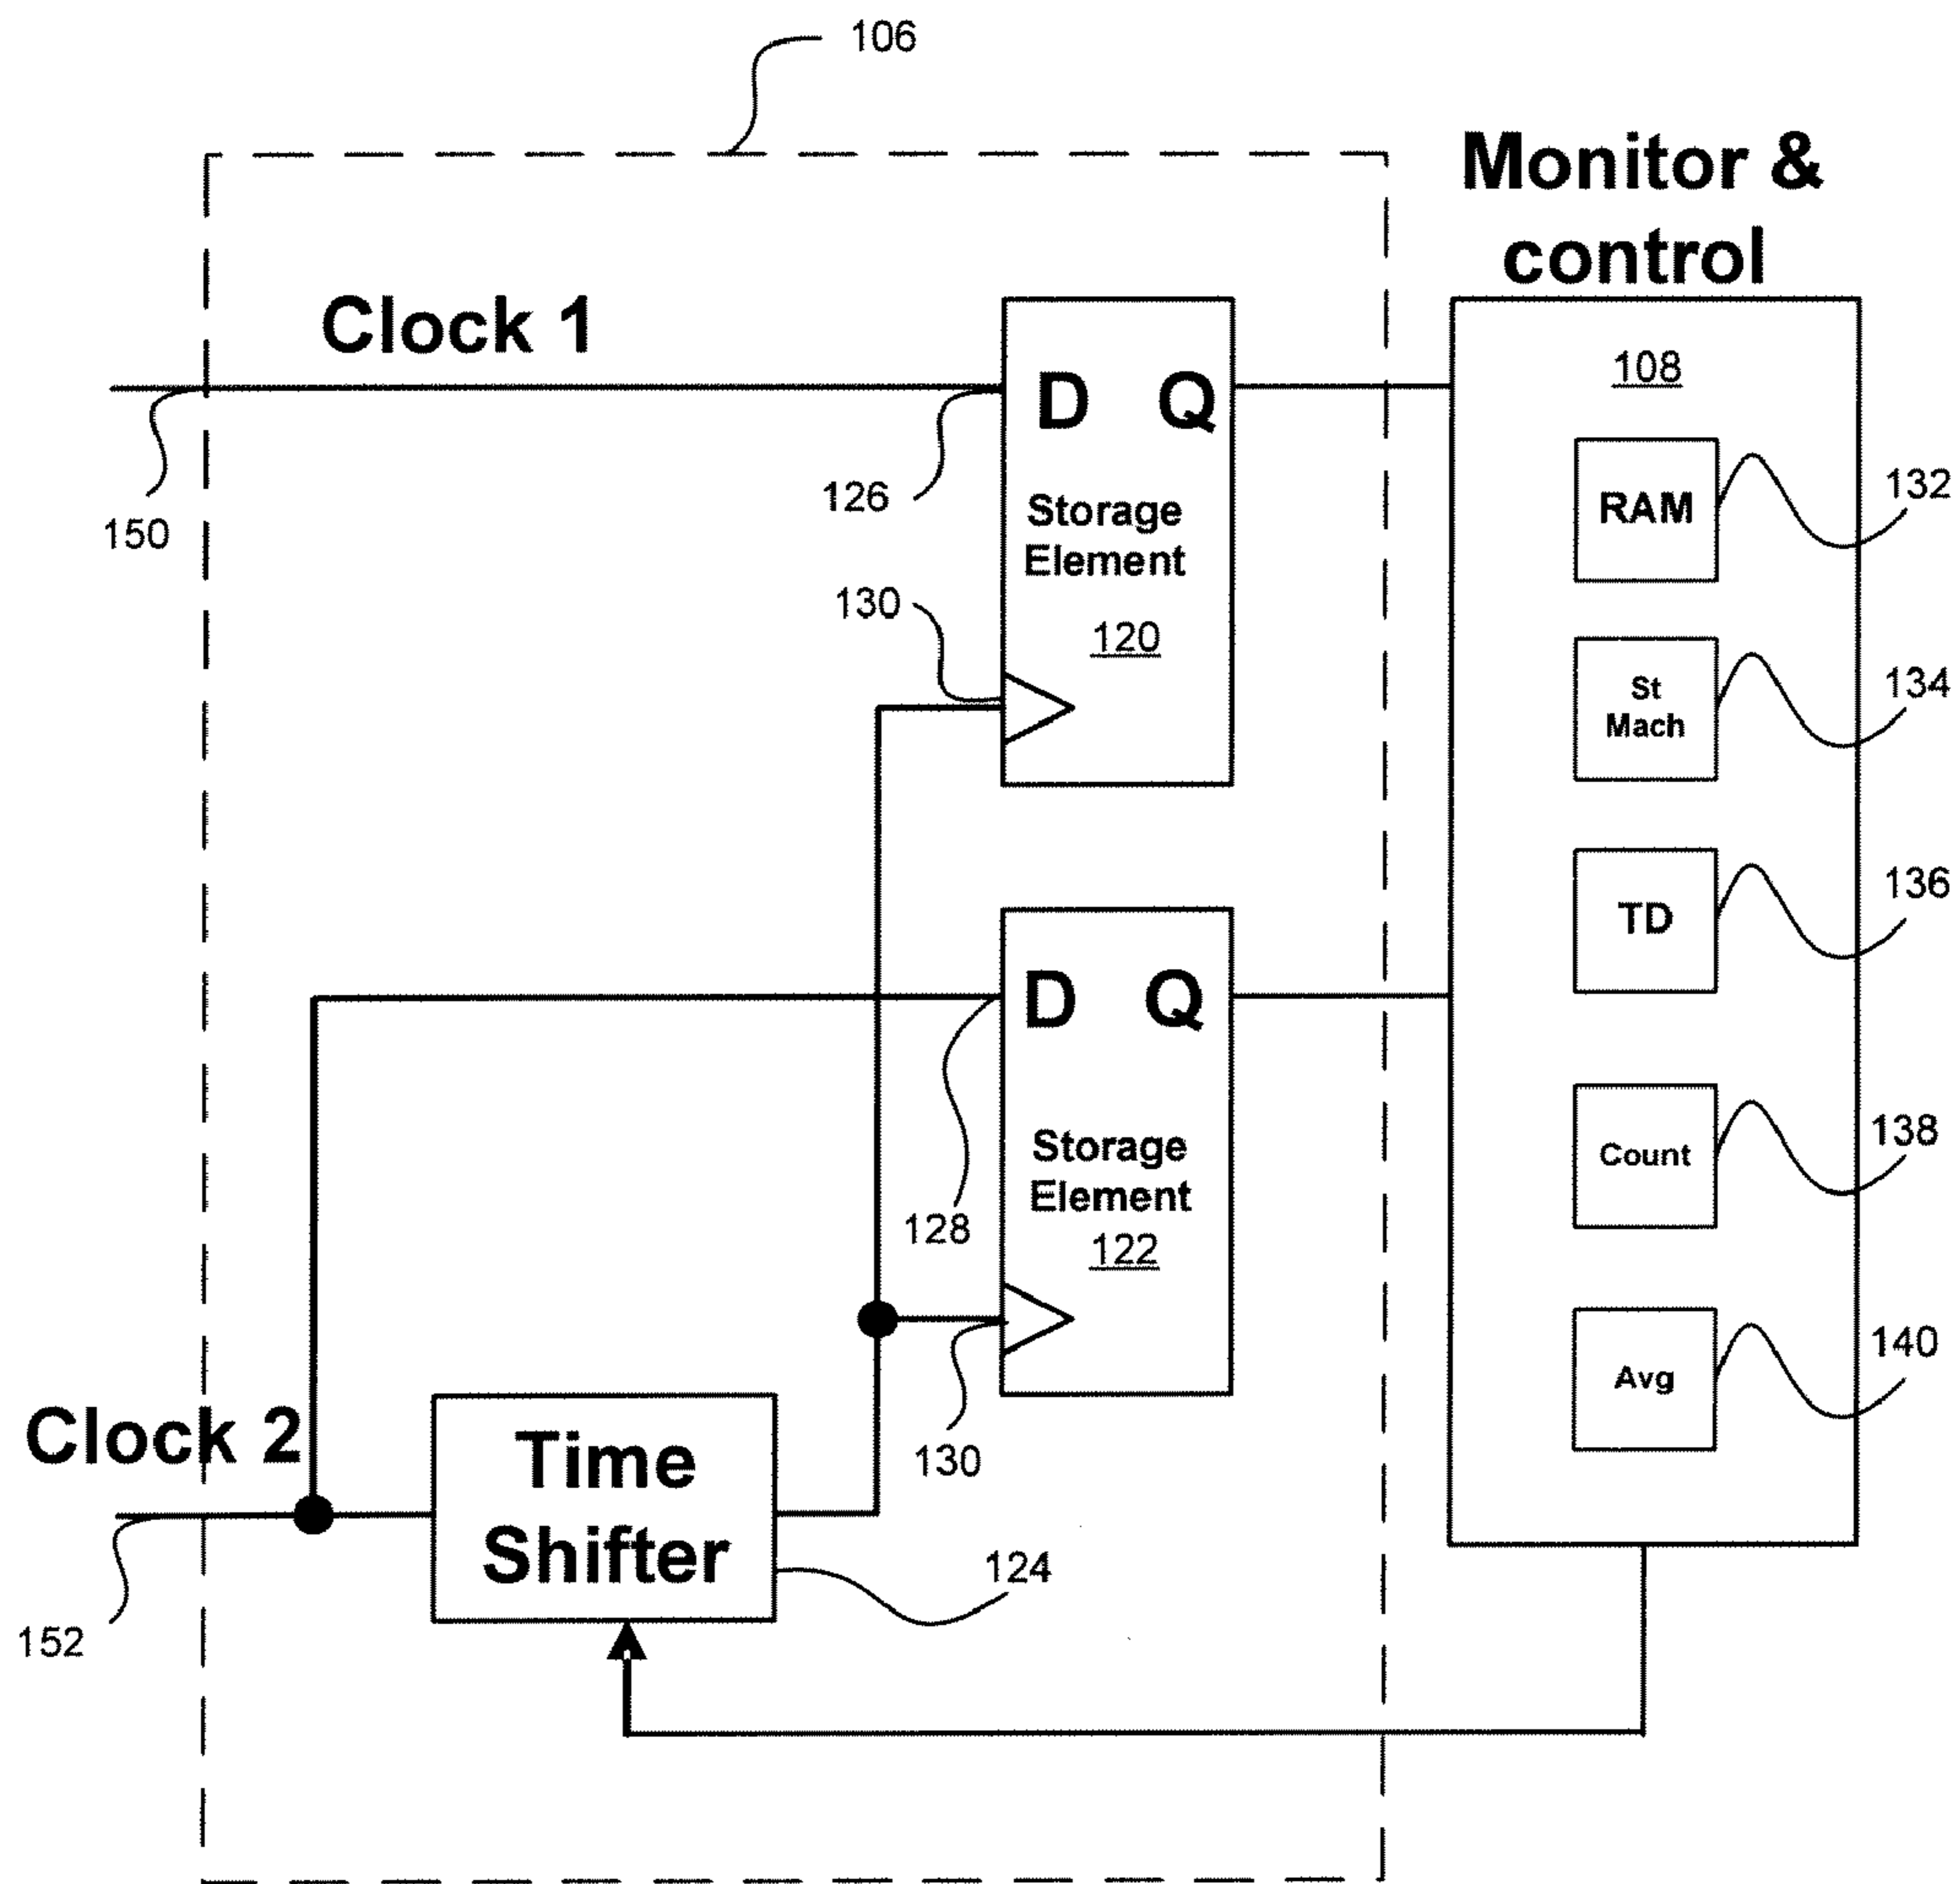 106
Monitor &
control
Clock 1
108
D Q
RAM
132
126
Storage
Element
150
130
120
St
Mach
134
TD
136
D Q
Storage
Element
128
122
Count
138
Avg
140
Clock 2
130
Time
Shifter
124
152